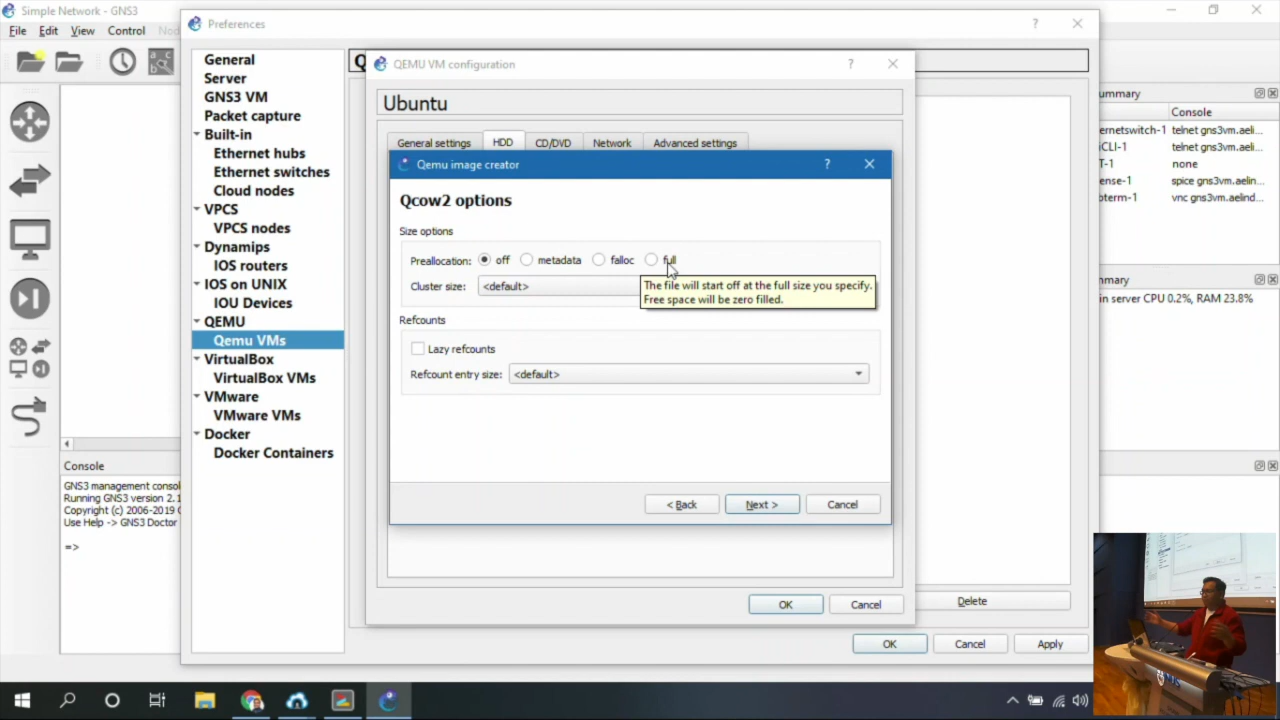 Simple Network - GNS3
Preferences
File Edit View Control Nod
General
Server
GNS3 VM
Packet capture
Built-in
Ethernet hubs
Ethernet switches
Cloud nodes
VPCS
VPCS nodes
Dynamips
IOS routers
IOS on UNIX
IOU Devices
QEMU
Qemu VMs
VirtualBox
VirtualBox VMs
VMware
VMware VMs
Docker
Docker Containers
Q
QEMU VM configuration
Ubuntu
General settings HDD CD/DVD Network Advanced settings
Qemu image creator
Qcow2 options
Size options
Preallocation: off metadata falloc full
Cluster size: <default>
The file will start off at the full size you specify.
Free space will be zero filled.
Refcounts
Lazy refcounts
Refcount entry size: <default>
< Back Next > Cancel
OK Cancel
Delete
OK Cancel Apply
ummary
Console
ernetswitch-1 telnet gns3vm.aeli...
iCLI-1 telnet gns3vm.aeli...
T-1 none
ense-1 spice gns3vm.aelin...
oterm-1 vnc gns3vm.aelind...
mmary
in server CPU 0.2%, RAM 23.8%
Console
GNS3 management consol
Running GNS3 version 2.1
Copyright (c) 2006-2019 G
Use Help -> GNS3 Doctor
=>